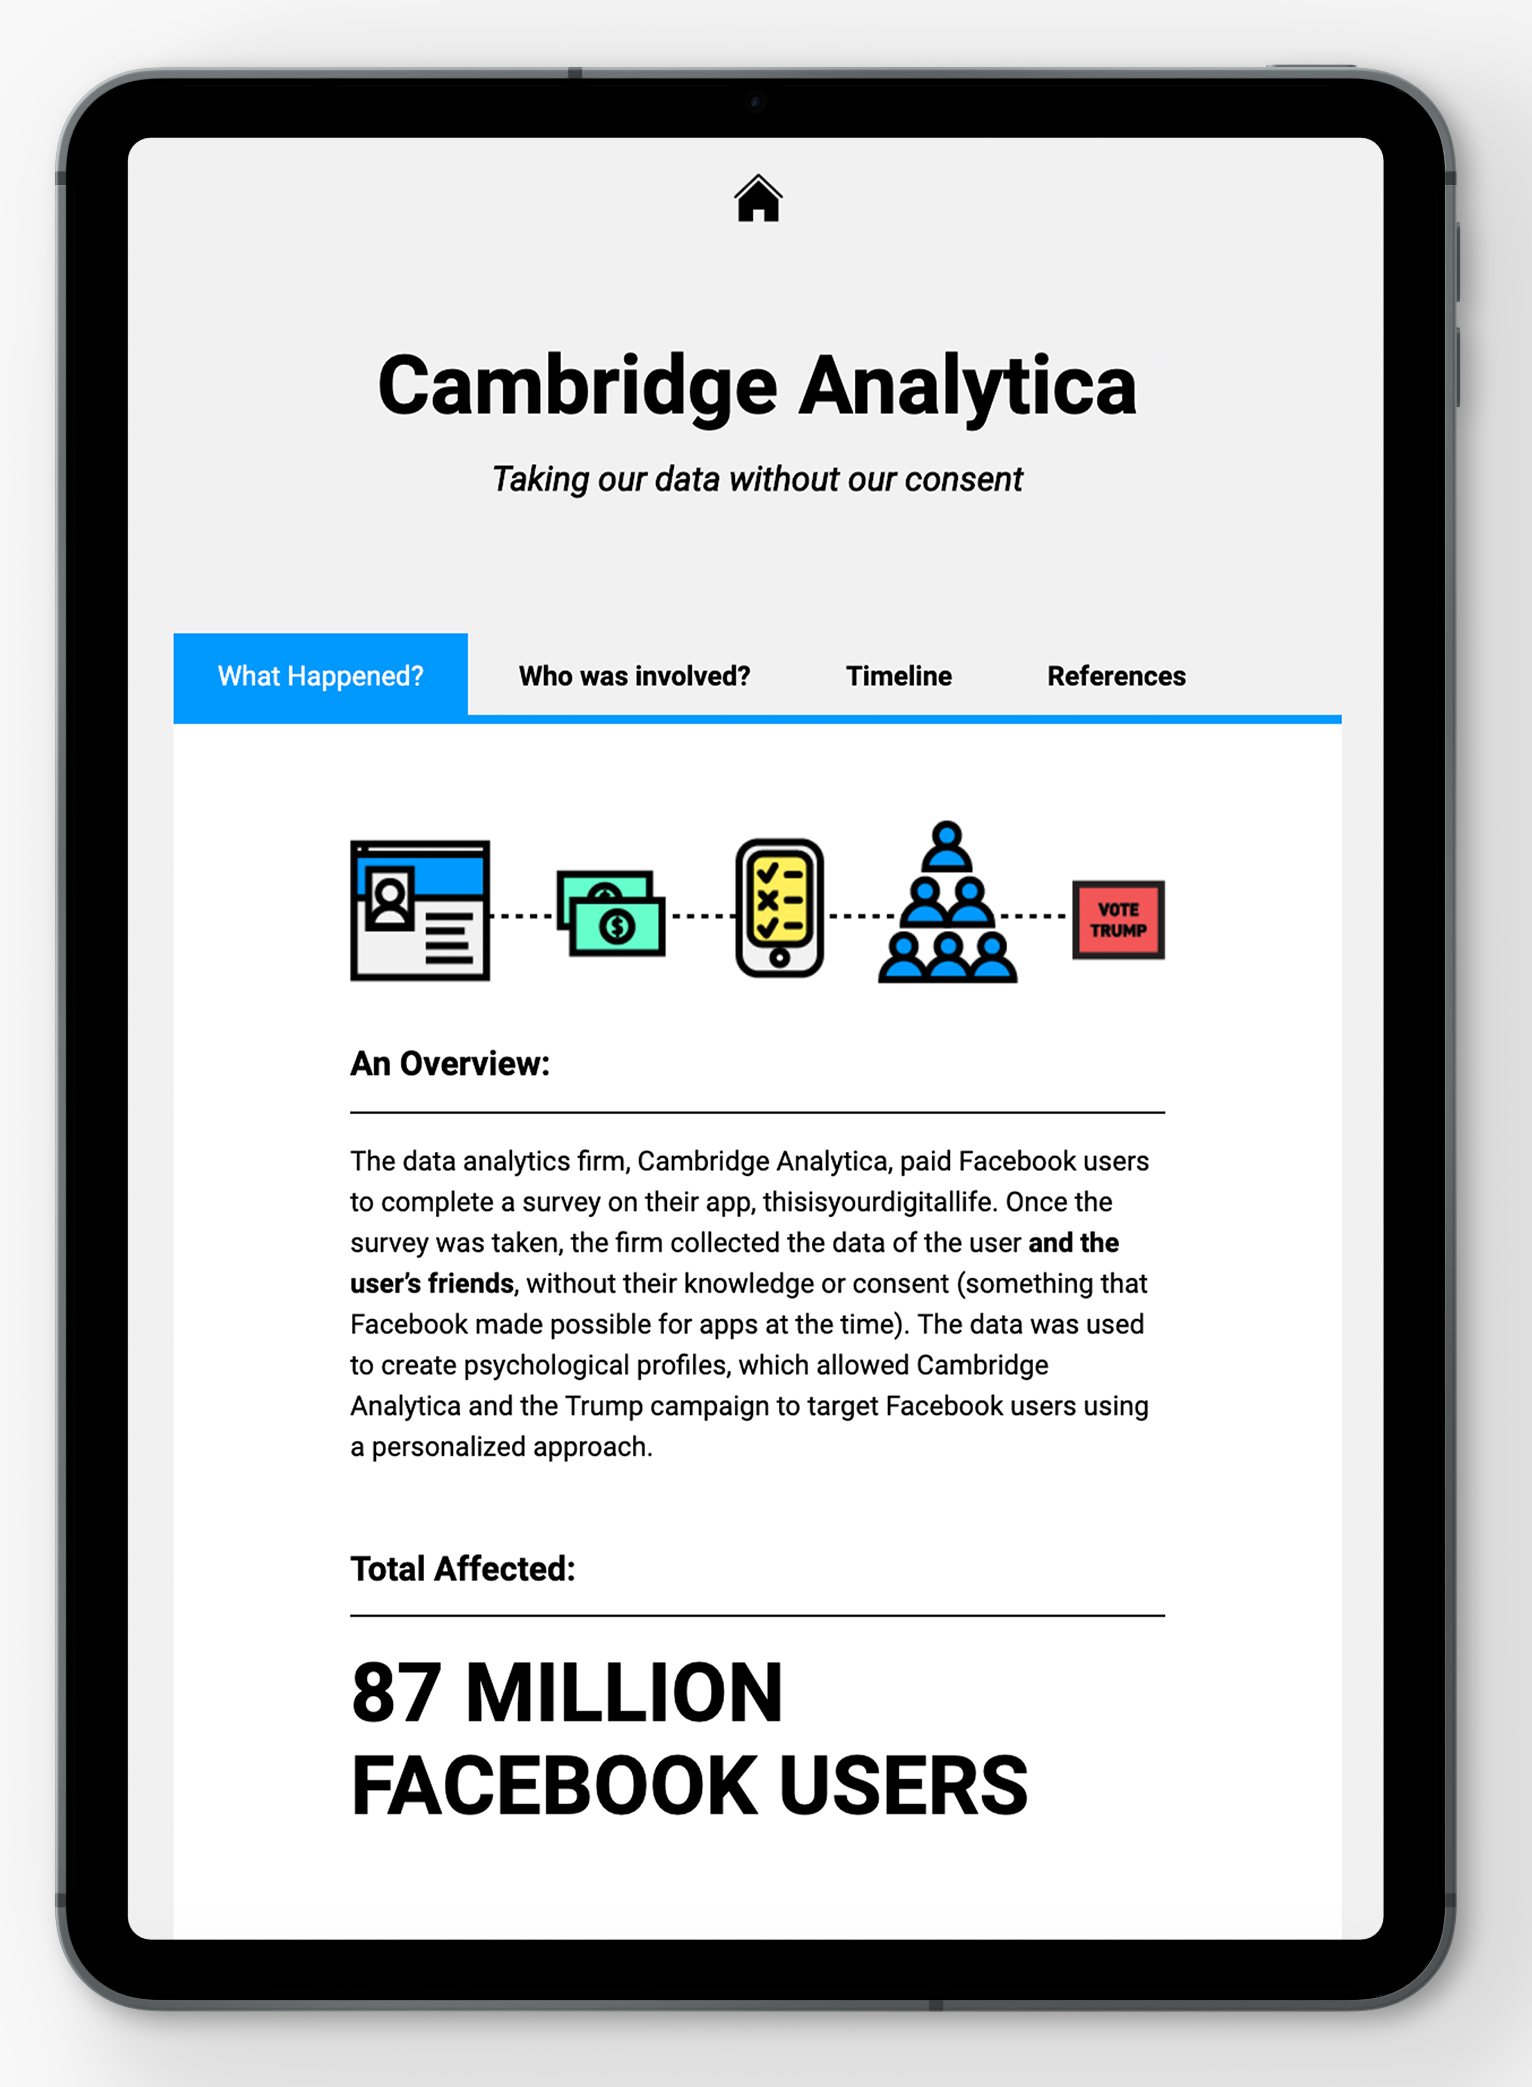 Cambridge Analytica
Taking our data without our consent
What Happened?
Who was involved?
Timeline
References
VOTE
TRUMP
An Overview:
The data analytics firm, Cambridge Analytica, paid Facebook users
to complete a survey on their app, thisisyourdigitallife. Once the
survey was taken, the firm collected the data of the user and the
user’s friends, without their knowledge or consent (something that
Facebook made possible for apps at the time). The data was used
to create psychological profiles, which allowed Cambridge
Analytica and the Trump campaign to target Facebook users using
a personalized approach.
Total Affected:
87 MILLION
FACEBOOK USERS